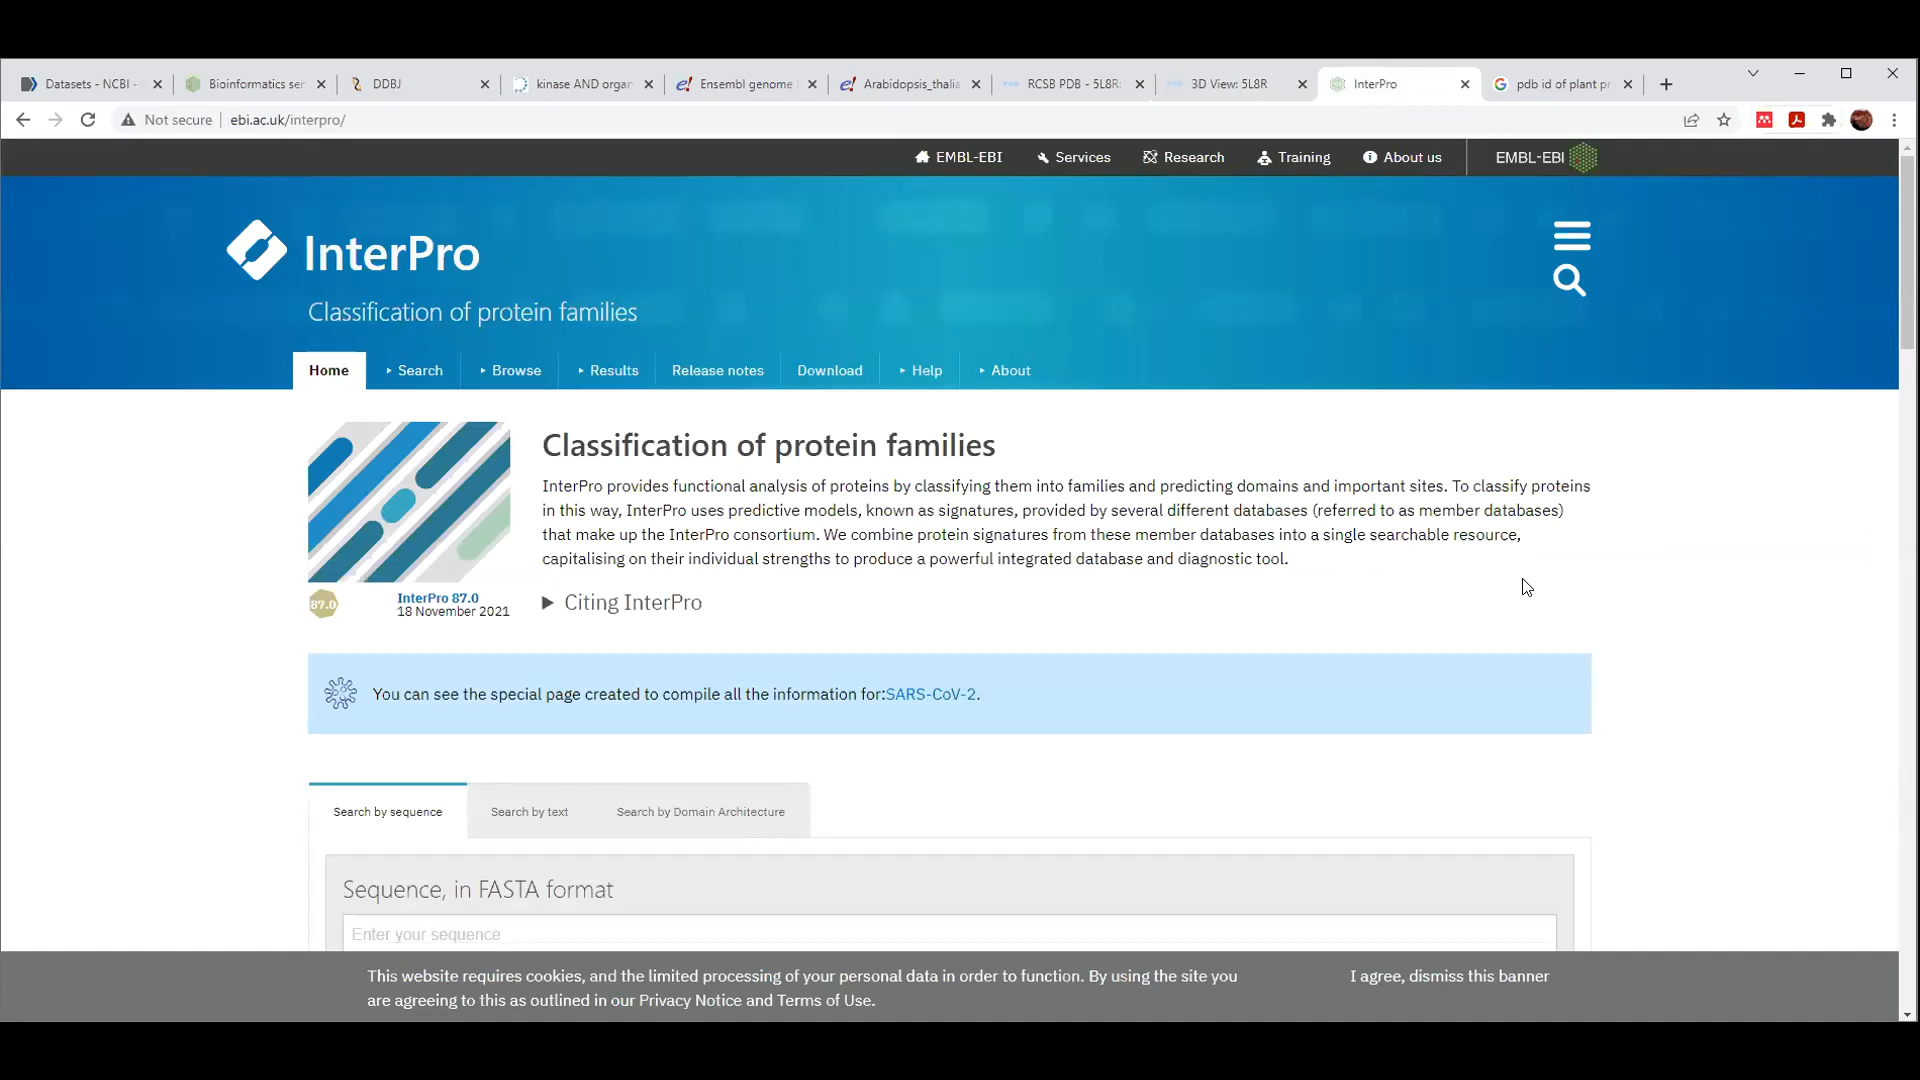 Datasets - NCBI -
Bioinformatics ser
DDBJ
kinase AND organ
Ensembl genome
Arabidopsis_thalia
RCSB PDB - 5L8R:
3D View: 5L8R
InterPro
pdb id of plant pr
Not secure
ebi.ac.uk/interpro/
EMBL-EBI
Services
Research
Training
About us
EMBL-EBI
InterPro
Classification of protein families
Home
Search
Browse
Results
Release notes
Download
Help
About
Classification of protein families
InterPro provides functional analysis of proteins by classifying them into families and predicting domains and important sites. To classify proteins
in this way, InterPro uses predictive models, known as signatures, provided by several different databases (referred to as member databases)
that make up the InterPro consortium. We combine protein signatures from these member databases into a single searchable resource,
capitalising on their individual strengths to produce a powerful integrated database and diagnostic tool.
87.0
InterPro 87.0
18 November 2021
Citing InterPro
You can see the special page created to compile all the information for:SARS-CoV-2.
Search by sequence
Search by text
Search by Domain Architecture
Sequence, in FASTA format
Enter your sequence
This website requires cookies, and the limited processing of your personal data in order to function. By using the site you
are agreeing to this as outlined in our Privacy Notice and Terms of Use.
I agree, dismiss this banner